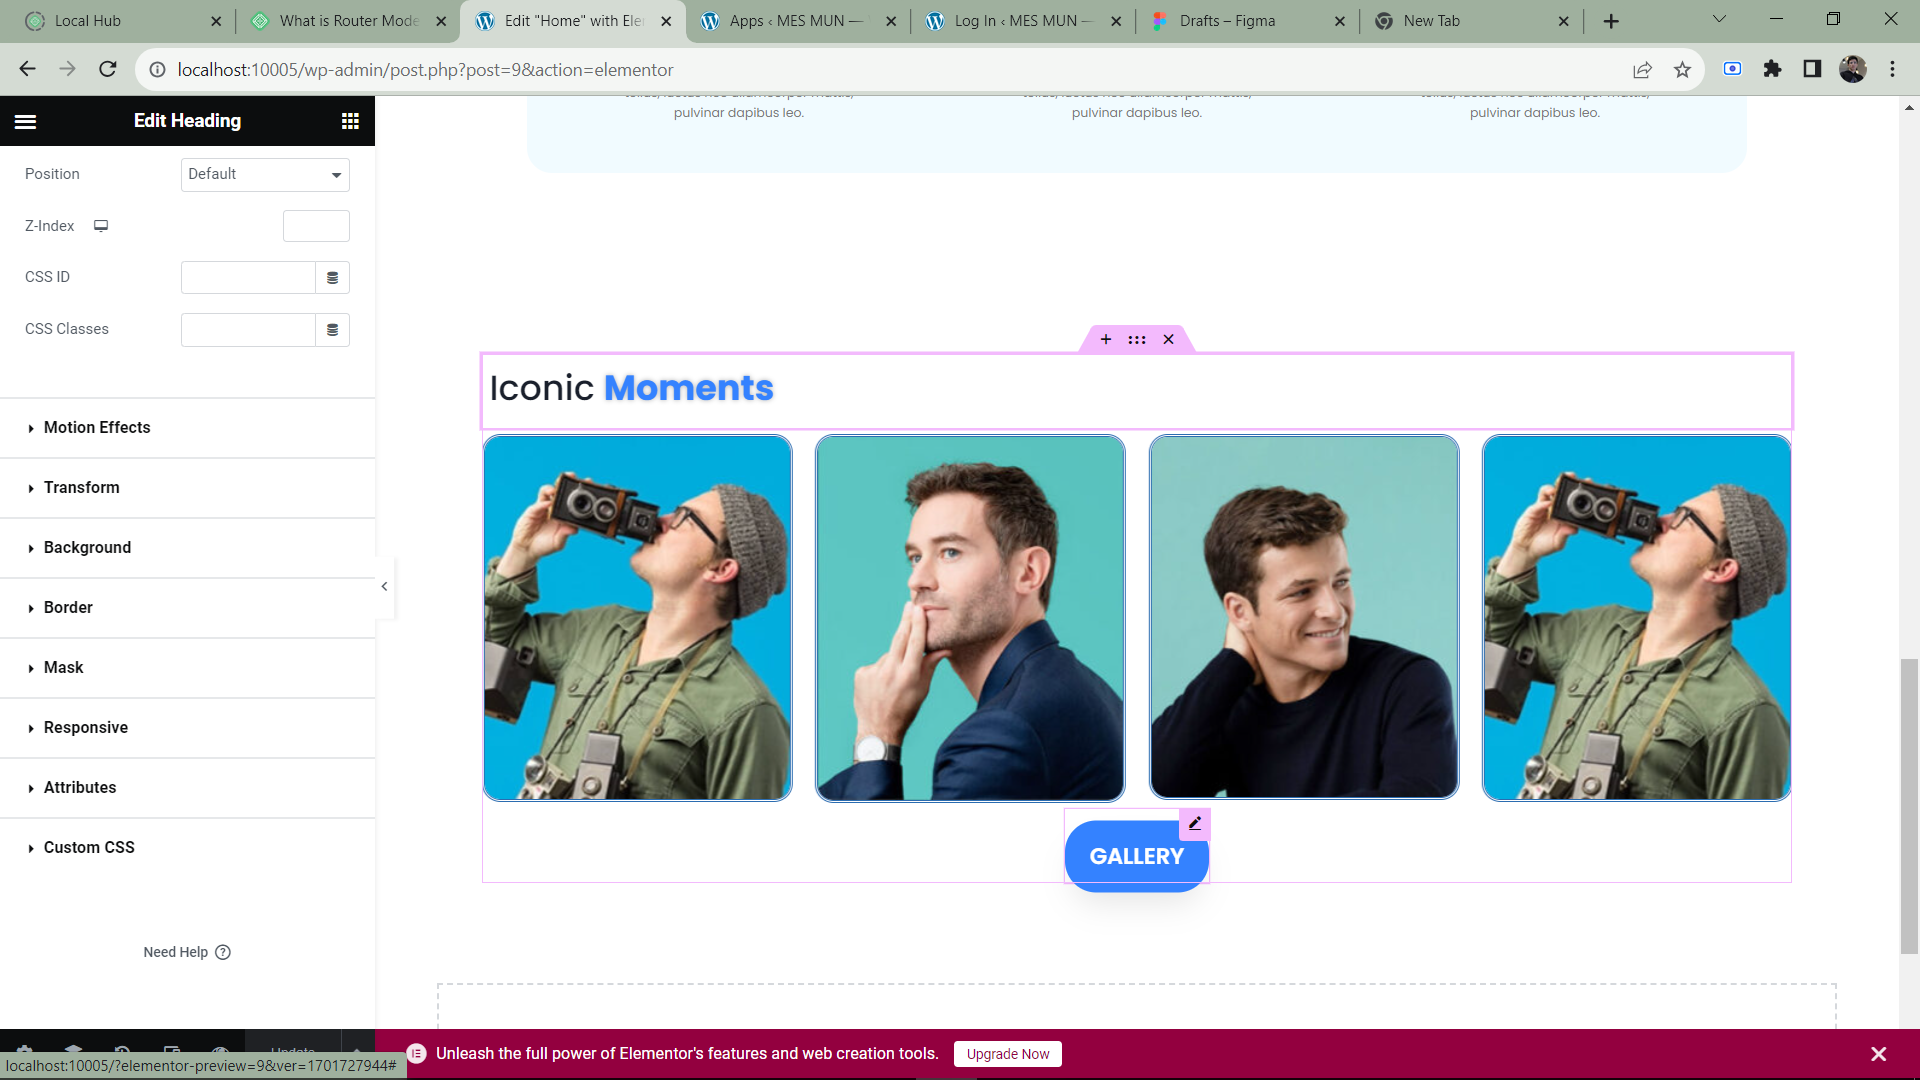 Local Hub
What is Router Mode
Edit "Home" with Ele
Apps ‹ MES MUN —
Log In ‹ MES MUN —
Drafts – Figma
New Tab
localhost:10005/wp-admin/post.php?post=9&action=elementor
Edit Heading
Position
Default
Z-Index
CSS ID
CSS Classes
Motion Effects
Transform
Background
Border
Mask
Responsive
Attributes
Custom CSS
Need Help
Update
localhost:10005/?elementor-preview=9&ver=1701727944#
pulvinar dapibus leo.
pulvinar dapibus leo.
pulvinar dapibus leo.
Iconic Moments
GALLERY
Unleash the full power of Elementor's features and web creation tools.
Upgrade Now